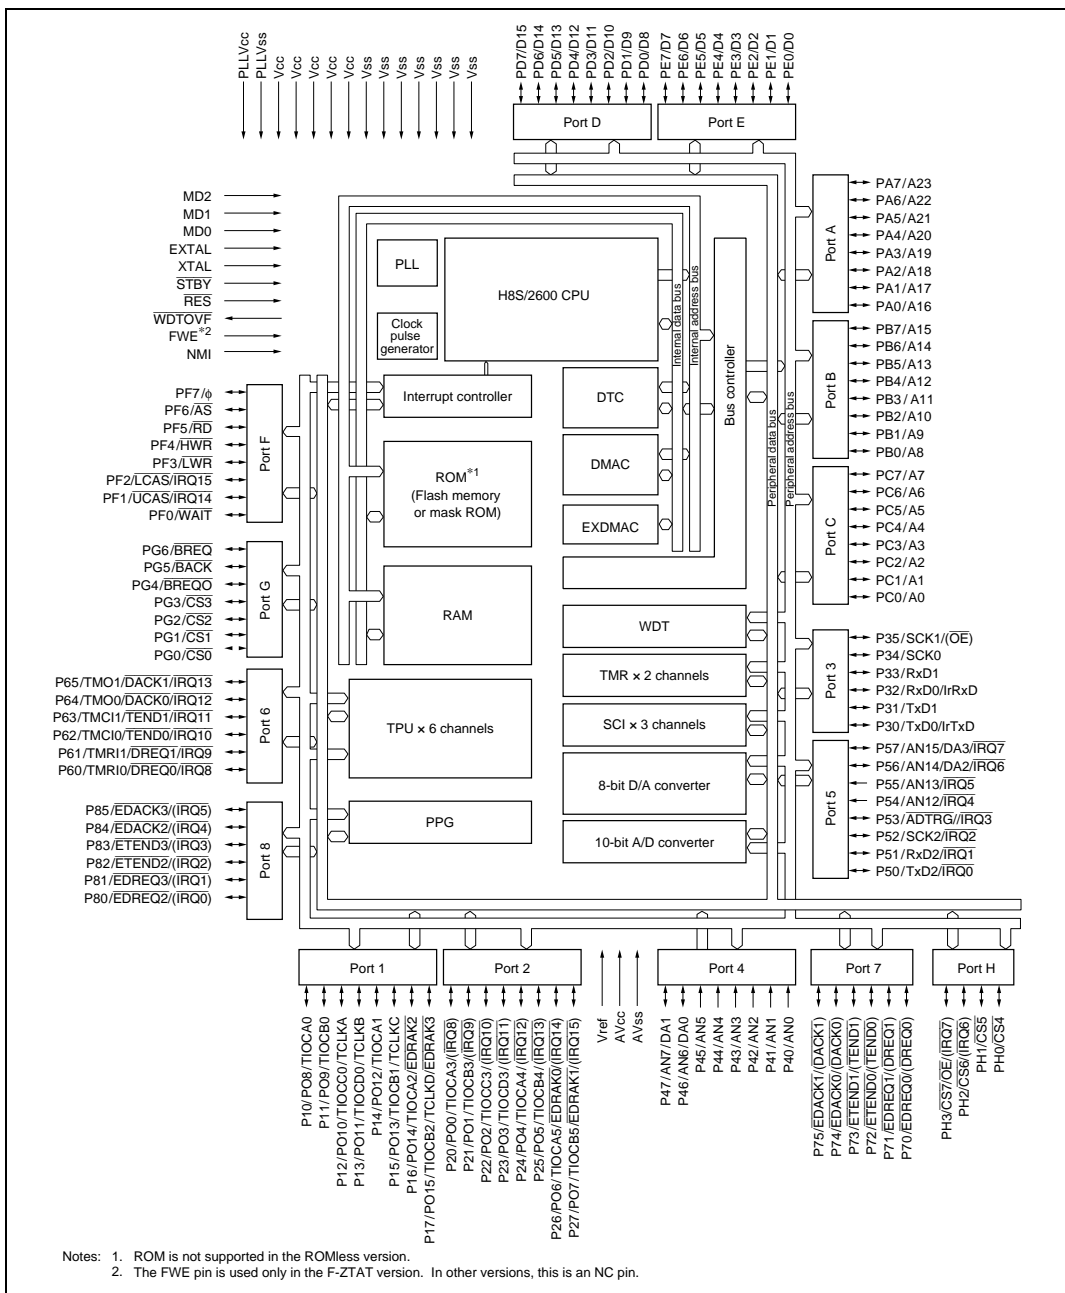 PLLVcc
PLLVss
Vcc
Vcc
Vcc
Vcc
Vcc
Vss
Vss
Vss
Vss
Vss
Vss
Vss
PD7/D15
PD6/D14
PD5/D13
PD4/D12
PD3/D11
PD2/D10
PD1/D9
PD0/D8
PE7/D7
PE6/D6
PE5/D5
PE4/D4
PE3/D3
PE2/D2
PE1/D1
PE0/D0
Port D
Port E
MD2
MD1
MD0
EXTAL
XTAL
STBY
RES
WDTOVF
FWE*2
NMI
PLL
Clock
pulse
generator
H8S/2600 CPU
Internal data bus
Internal address bus
Bus controller
Peripheral data bus
Peripheral address bus
Port A
PA7/A23
PA6/A22
PA5/A21
PA4/A20
PA3/A19
PA2/A18
PA1/A17
PA0/A16
Port B
PB7/A15
PB6/A14
PB5/A13
PB4/A12
PB3/A11
PB2/A10
PB1/A9
PB0/A8
PF7/ϕ
PF6/AS
PF5/RD
PF4/HWR
PF3/LWR
PF2/LCAS/IRQ15
PF1/UCAS/IRQ14
PF0/WAIT
Port F
Interrupt controller
DTC
ROM*1
(Flash memory
or mask ROM)
DMAC
EXDMAC
Port C
PC7/A7
PC6/A6
PC5/A5
PC4/A4
PC3/A3
PC2/A2
PC1/A1
PC0/A0
PG6/BREQ
PG5/BACK
PG4/BREQO
PG3/CS3
PG2/CS2
PG1/CS1
PG0/CS0
Port G
RAM
WDT
TMR × 2 channels
SCI × 3 channels
8-bit D/A converter
10-bit A/D converter
Port 3
P35/SCK1/(OE)
P34/SCK0
P33/RxD1
P32/RxD0/IrRxD
P31/TxD1
P30/TxD0/IrTxD
P65/TMO1/DACK1/IRQ13
P64/TMO0/DACK0/IRQ12
P63/TMCI1/TEND1/IRQ11
P62/TMCI0/TEND0/IRQ10
P61/TMRI1/DREQ1/IRQ9
P60/TMRI0/DREQ0/IRQ8
Port 6
TPU × 6 channels
Port 5
P57/AN15/DA3/IRQ7
P56/AN14/DA2/IRQ6
P55/AN13/IRQ5
P54/AN12/IRQ4
P53/ADTRG/IRQ3
P52/SCK2/IRQ2
P51/RxD2/IRQ1
P50/TxD2/IRQ0
P85/EDACK3/(IRQ5)
P84/EDACK2/(IRQ4)
P83/ETEND3/(IRQ3)
P82/ETEND2/(IRQ2)
P81/EDREQ3/(IRQ1)
P80/EDREQ2/(IRQ0)
Port 8
PPG
Port 1
Port 2
Port 4
Port 7
Port H
P10/PO8/TIOCA0
P11/PO9/TIOCB0
P12/PO10/TIOCC0/TCLKA
P13/PO11/TIOCD0/TCLKB
P14/PO12/TIOCA1
P15/PO13/TIOCB1/TCLKC
P16/PO14/TIOCA2/EDRAK2
P17/PO15/TIOCB2/TCLKD/EDRAK3
P20/PO0/TIOCA3/(IRQ8)
P21/PO1/TIOCB3/(IRQ9)
P22/PO2/TIOCC3/(IRQ10)
P23/PO3/TIOCD3/(IRQ11)
P24/PO4/TIOCA4/(IRQ12)
P25/PO5/TIOCB4/(IRQ13)
P26/PO6/TIOCA5/EDRAK0/(IRQ14)
P27/PO7/TIOCB5/EDRAK1/(IRQ15)
Vref
AVcc
AVss
P47/AN7/DA1
P46/AN6/DA0
P45/AN5
P44/AN4
P43/AN3
P42/AN2
P41/AN1
P40/AN0
P75/EDACK1/(DACK1)
P74/EDACK0/(DACK0)
P73/ETEND1/(TEND1)
P72/ETEND0/(TEND0)
P71/EDREQ1/(DREQ1)
P70/EDREQ0/(DREQ0)
PH3/CS7/OE/(IRQ7)
PH2/CS6/(IRQ6)
PH1/CS5
PH0/CS4
Notes: 1. ROM is not supported in the ROMless version.
2. The FWE pin is used only in the F-ZTAT version. In other versions, this is an NC pin.